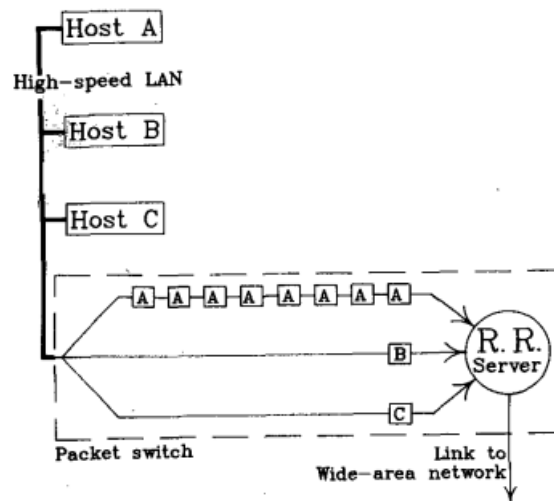 Host A
High-speed LAN
Host B
Host C
A A A A A A A A
B
C
R. R.
Server
Packet switch
Link to
Wide-area network